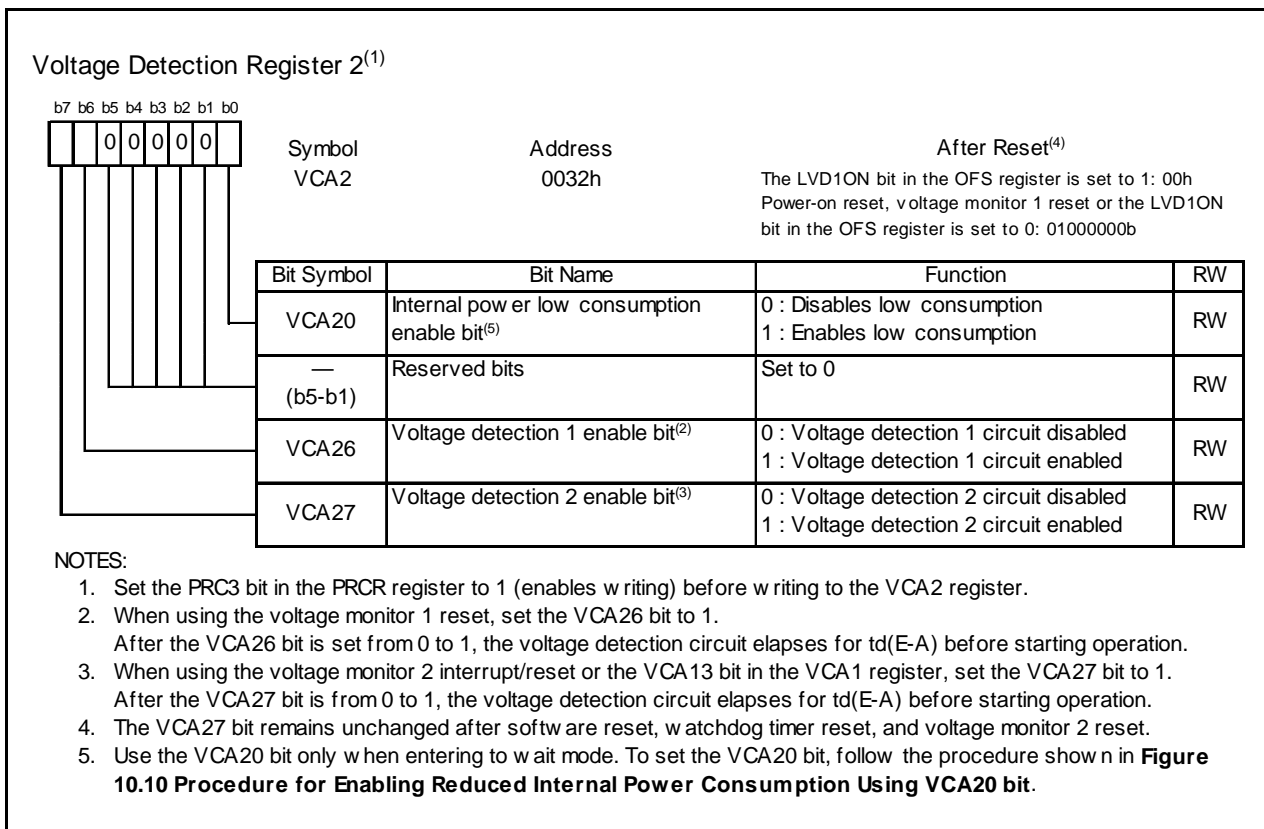 Voltage Detection Register 2(1)
b7 b6 b5 b4 b3 b2 b1 b0
0 0 0 0 0
Symbol Address After Reset(4)
VCA2 0032h The LVD1ON bit in the OFS register is set to 1: 00h
Power-on reset, voltage monitor 1 reset or the LVD1ON
bit in the OFS register is set to 0: 01000000b
Bit Symbol Bit Name Function RW
VCA20 Internal power low consumption enable bit(5) 0 : Disables low consumption RW
1 : Enables low consumption
— (b5-b1) Reserved bits Set to 0 RW
VCA26 Voltage detection 1 enable bit(2) 0 : Voltage detection 1 circuit disabled RW
1 : Voltage detection 1 circuit enabled
VCA27 Voltage detection 2 enable bit(3) 0 : Voltage detection 2 circuit disabled RW
1 : Voltage detection 2 circuit enabled
NOTES:
1. Set the PRC3 bit in the PRCR register to 1 (enables writing) before writing to the VCA2 register.
2. When using the voltage monitor 1 reset, set the VCA26 bit to 1.
After the VCA26 bit is set from 0 to 1, the voltage detection circuit elapses for td(E-A) before starting operation.
3. When using the voltage monitor 2 interrupt/reset or the VCA13 bit in the VCA1 register, set the VCA27 bit to 1.
After the VCA27 bit is from 0 to 1, the voltage detection circuit elapses for td(E-A) before starting operation.
4. The VCA27 bit remains unchanged after software reset, watchdog timer reset, and voltage monitor 2 reset.
5. Use the VCA20 bit only when entering to wait mode. To set the VCA20 bit, follow the procedure shown in Figure
10.10 Procedure for Enabling Reduced Internal Power Consumption Using VCA20 bit.